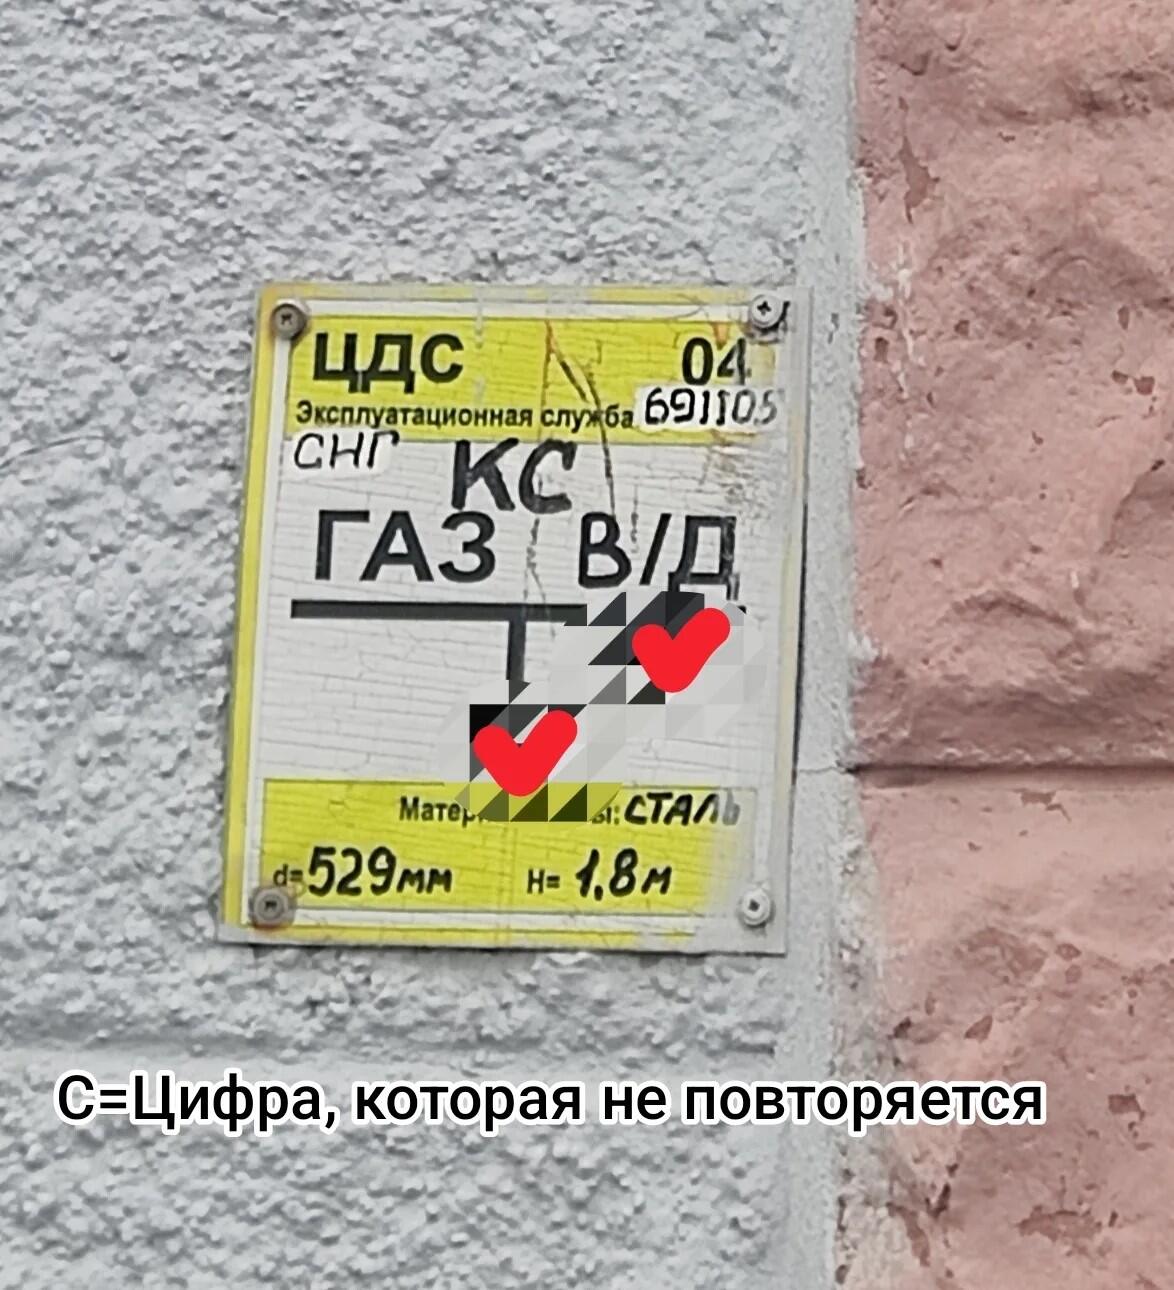 ЦДС 04
Эксплуатационная служба 691105
СНГ КС
ГАЗ В/Д
СТАЛЬ
d=529мм H= 1,8м
С=Цифра, которая не повторяется